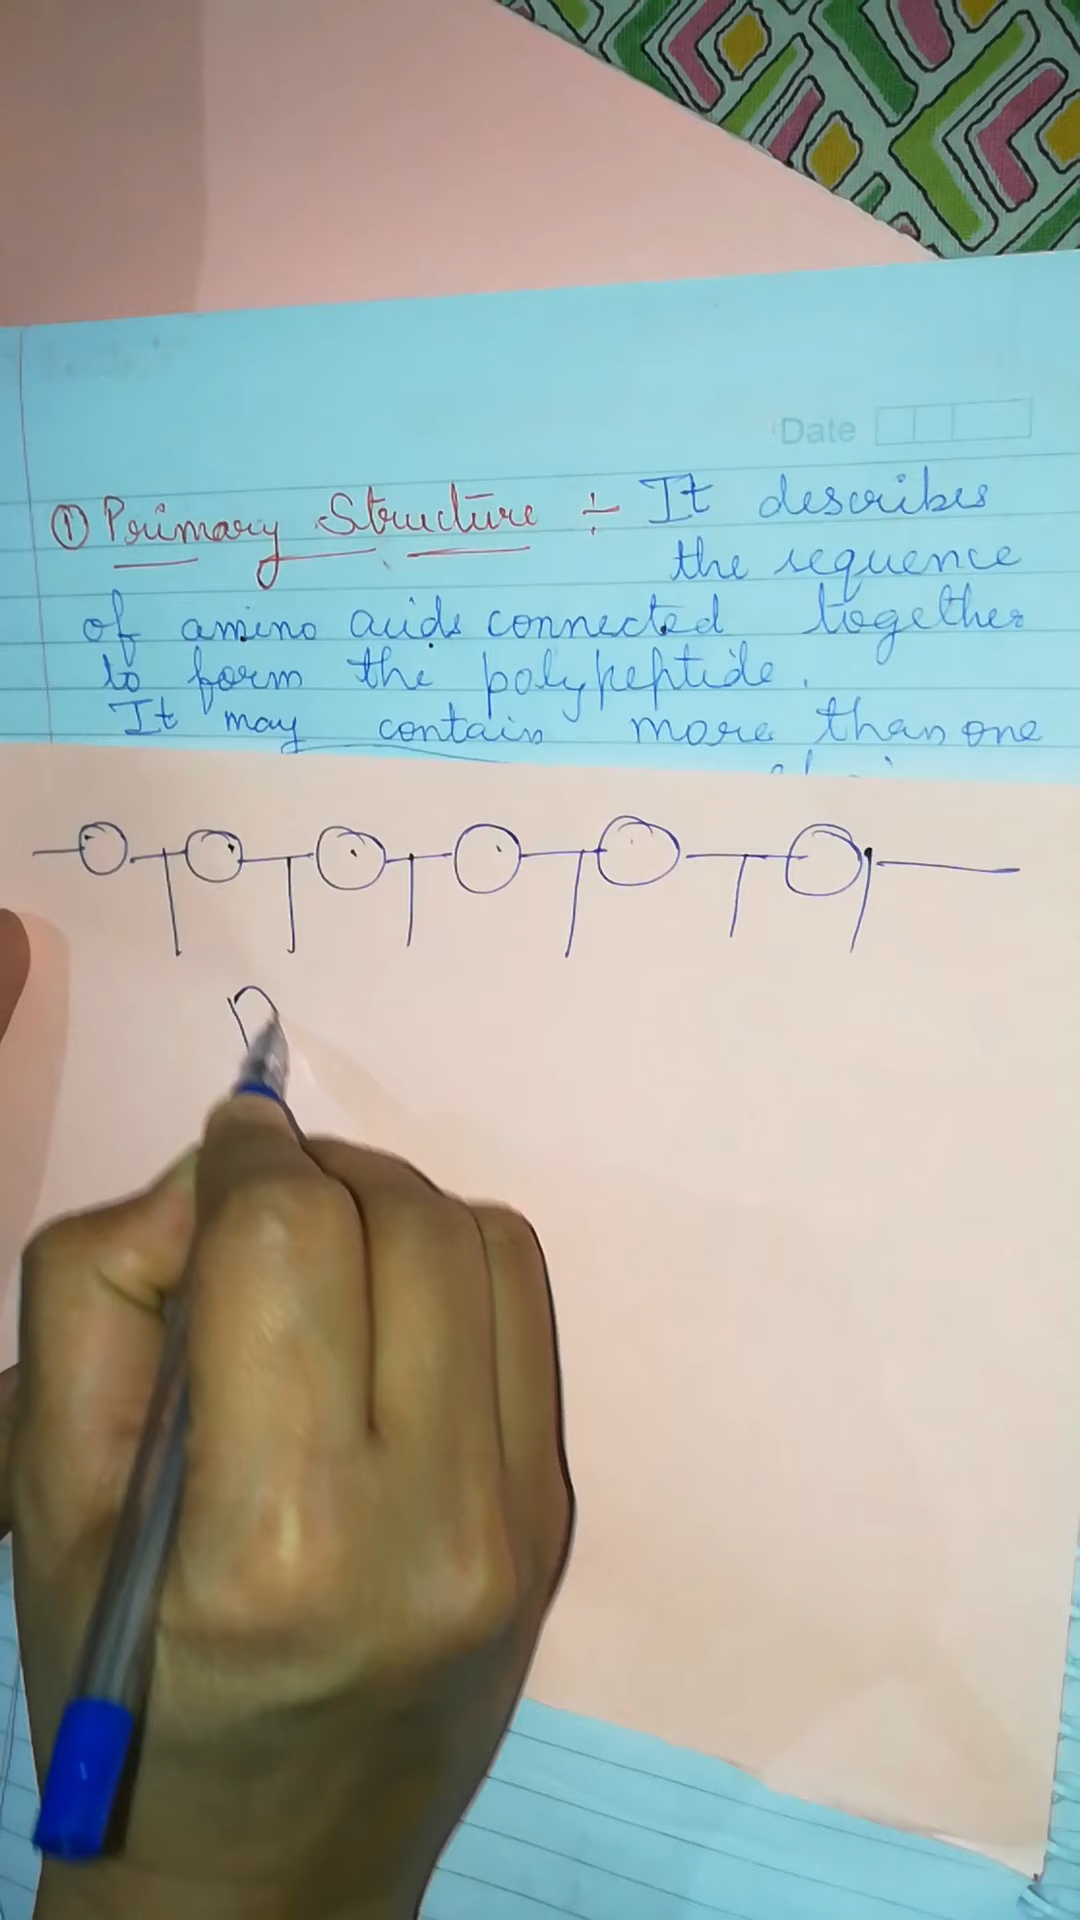 Date
① Primary Structure ÷ It describes
the sequence
of amino acids connected together
to form the polypeptide.
It may contain more than one